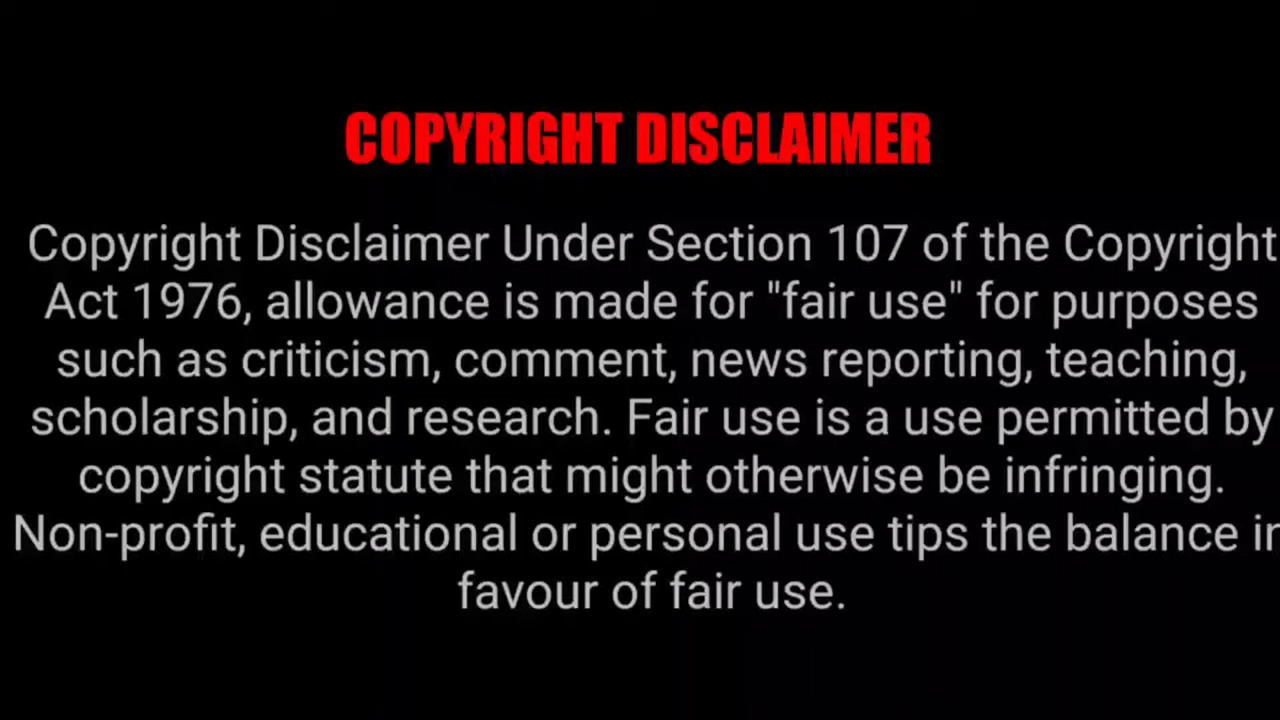 COPYRIGHT DISCLAIMER
Copyright Disclaimer Under Section 107 of the Copyright
Act 1976, allowance is made for "fair use" for purposes
such as criticism, comment, news reporting, teaching,
scholarship, and research. Fair use is a use permitted by
copyright statute that might otherwise be infringing.
Non-profit, educational or personal use tips the balance in
favour of fair use.